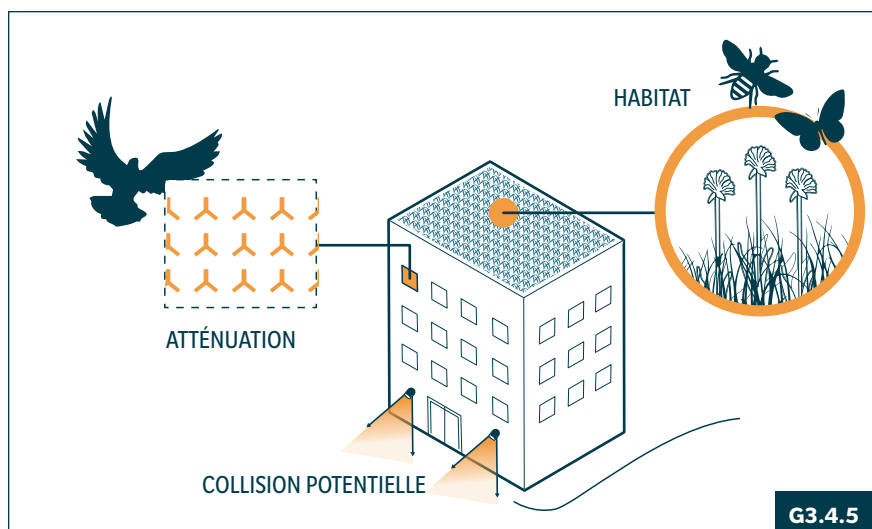 HABITAT
ATTÉNUATION
COLLISION POTENTIELLE
G3.4.5